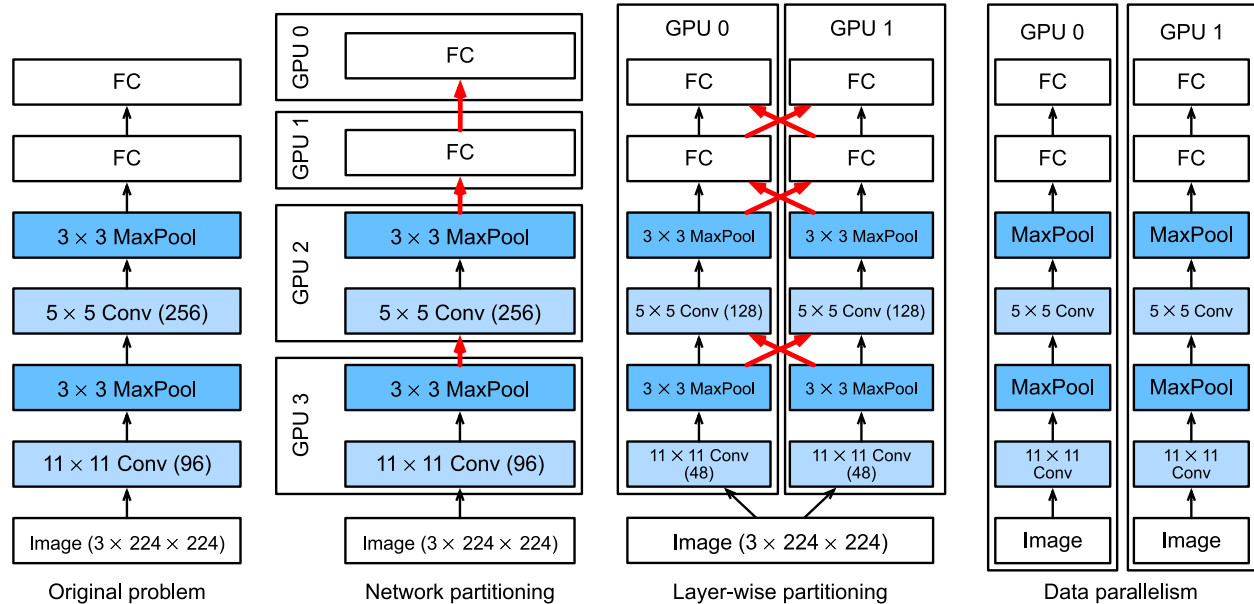 FC
FC
3 × 3 MaxPool
5 × 5 Conv (256)
3 × 3 MaxPool
11 × 11 Conv (96)
Image (3 × 224 × 224)
Original problem
GPU 0
FC
GPU 1
FC
GPU 2
3 × 3 MaxPool
5 × 5 Conv (256)
GPU 3
3 × 3 MaxPool
11 × 11 Conv (96)
Image (3 × 224 × 224)
Network partitioning
GPU 0
FC
FC
3 × 3 MaxPool
5 × 5 Conv (128)
3 × 3 MaxPool
11 × 11 Conv
(48)
GPU 1
FC
FC
3 × 3 MaxPool
5 × 5 Conv (128)
3 × 3 MaxPool
11 × 11 Conv
(48)
Image (3 × 224 × 224)
Layer-wise partitioning
GPU 0
FC
FC
MaxPool
5 × 5 Conv
MaxPool
11 × 11
Conv
Image
GPU 1
FC
FC
MaxPool
5 × 5 Conv
MaxPool
11 × 11
Conv
Image
Data parallelism